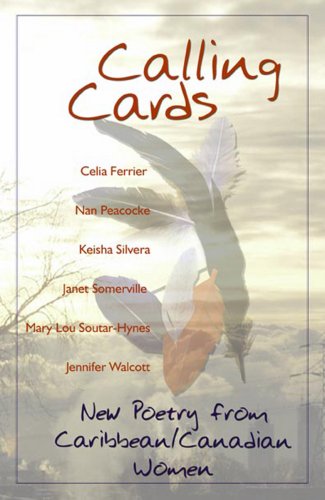 Calling
Cards
Celia Ferrier
Nan Peacocke
Keisha Silvera
Janet Somerville
Mary Lou Soutar-Hynes
Jennifer Walcott
New Poetry from
Caribbean/Canadian
Women